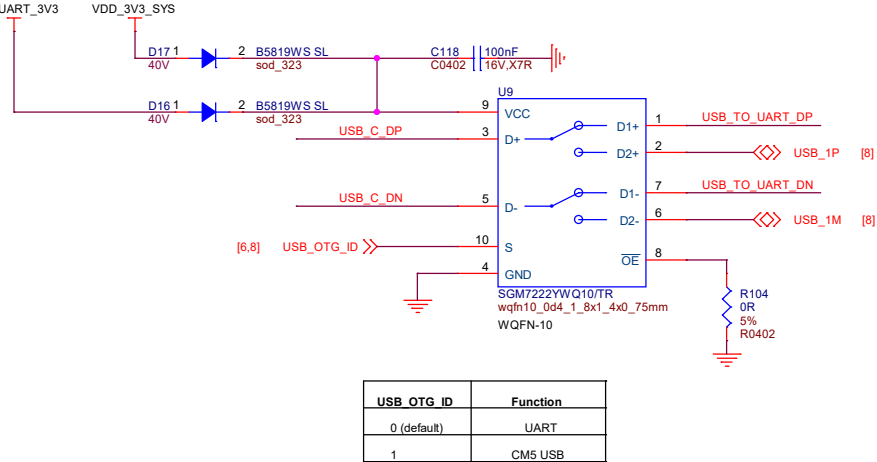 UART_3V3 VDD_3V3_SYS
D17 1 2 B5819WS SL
40V sod_323
C118 100nF
C0402 16V,X7R
D16 1 2 B5819WS SL
40V sod_323
U9
9 VCC
3 D+
USB_C_DP
D1+ 1 USB_TO_UART_DP
D2+ 2 USB_1P [8]
USB_C_DN
5 D-
D1- 7 USB_TO_UART_DN
D2- 6 USB_1M [8]
[6,8] USB_OTG_ID 10 S
4 GND
OE 8
SGM7222YWQ10/TR
wqfn10_0d4_1_8x1_4x0_75mm
WQFN-10
R104
0R
5%
R0402
USB_OTG_ID Function
0 (default) UART
1 CM5 USB